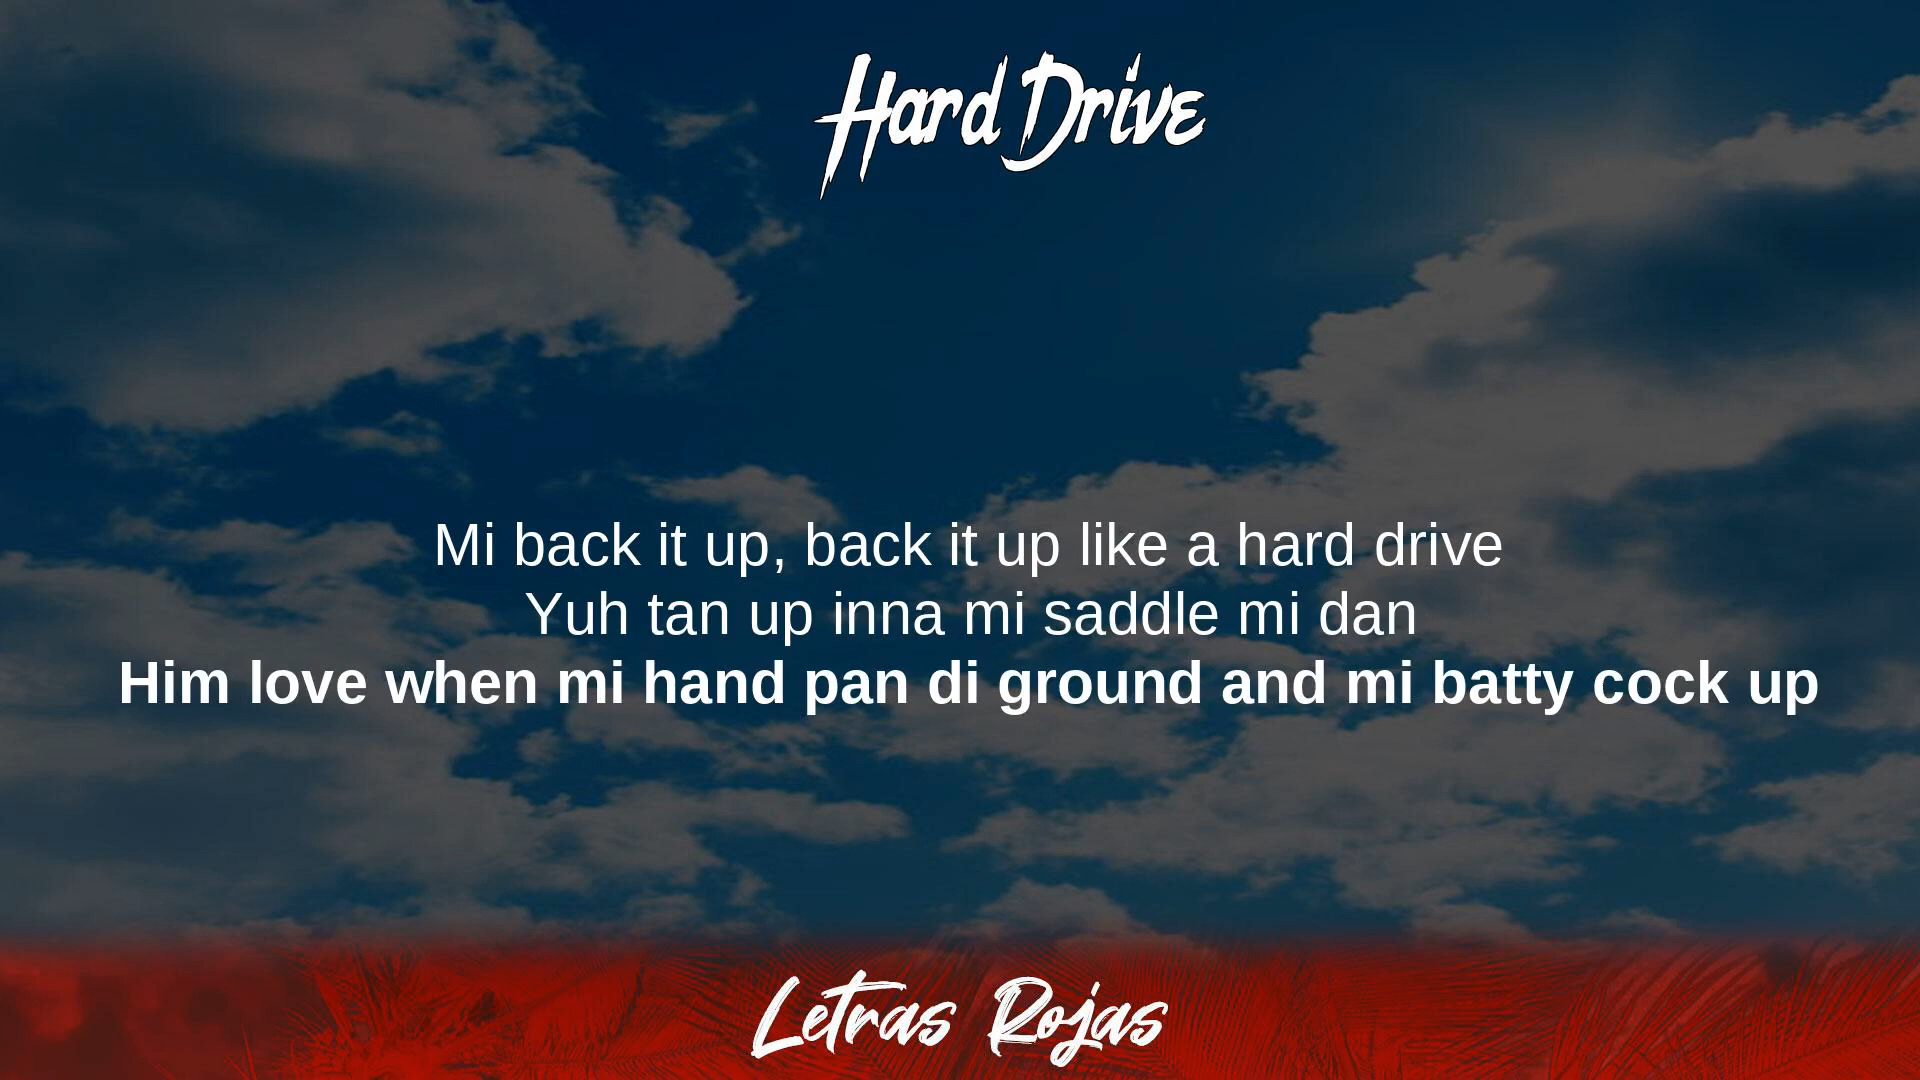 Hard Drive
Mi back it up, back it up like a hard drive
Yuh tan up inna mi saddle mi dan
Him love when mi hand pan di ground and mi batty cock up
Letras Rojas